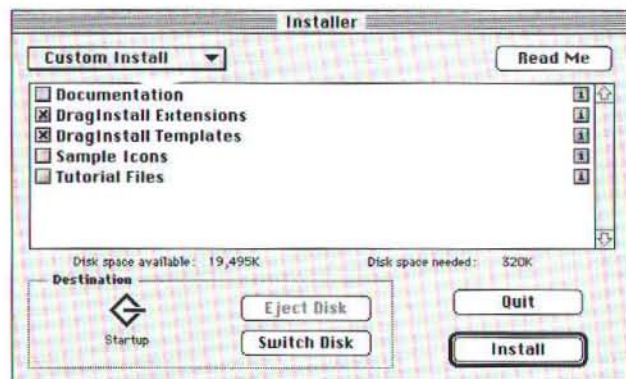 Installer
Custom Install
Read Me
Documentation
DragInstall Extensions
DragInstall Templates
Sample Icons
Tutorial Files
Disk space available: 19,495K Disk space needed: 320K
Destination
Startup
Eject Disk
Switch Disk
Quit
Install